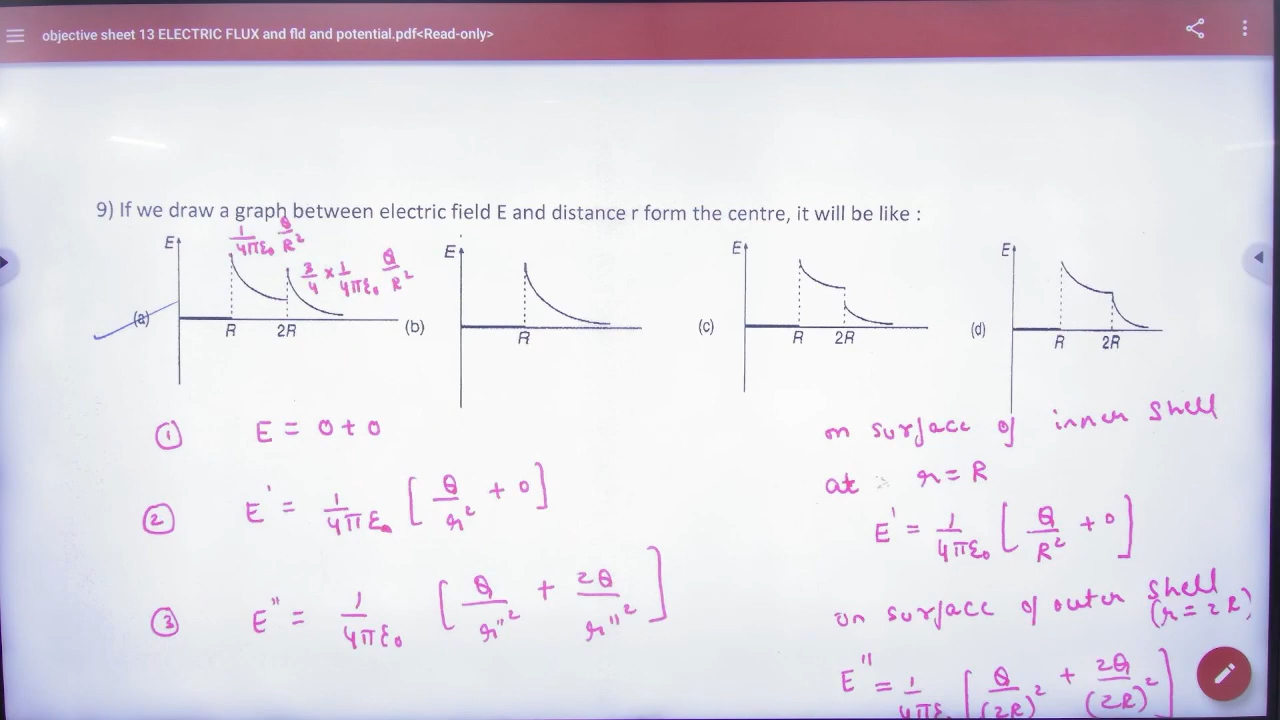 objective sheet 13 ELECTRIC FLUX and fld and potential.pdf<Read-only>
9) If we draw a graph between electric field E and distance r form the centre, it will be like :
(a) E R 2R 1/4πε₀ Q/R² 3/4 × 1/4πε₀ Q/R²
(b) E R
(c) E R 2R
(d) E R 2R
① E = 0 + 0
② E' = 1/4πε₀ [Q/r² + 0]
③ E" = 1/4πε₀ [Q/r"² + 2Q/r"²]
on surface of inner shell
at r = R
E' = 1/4πε₀ [Q/R² + 0]
on surface of outer shell
(r = 2R)
E" = 1/4πε [Q/(2R)² + 2Q/(2R)²]